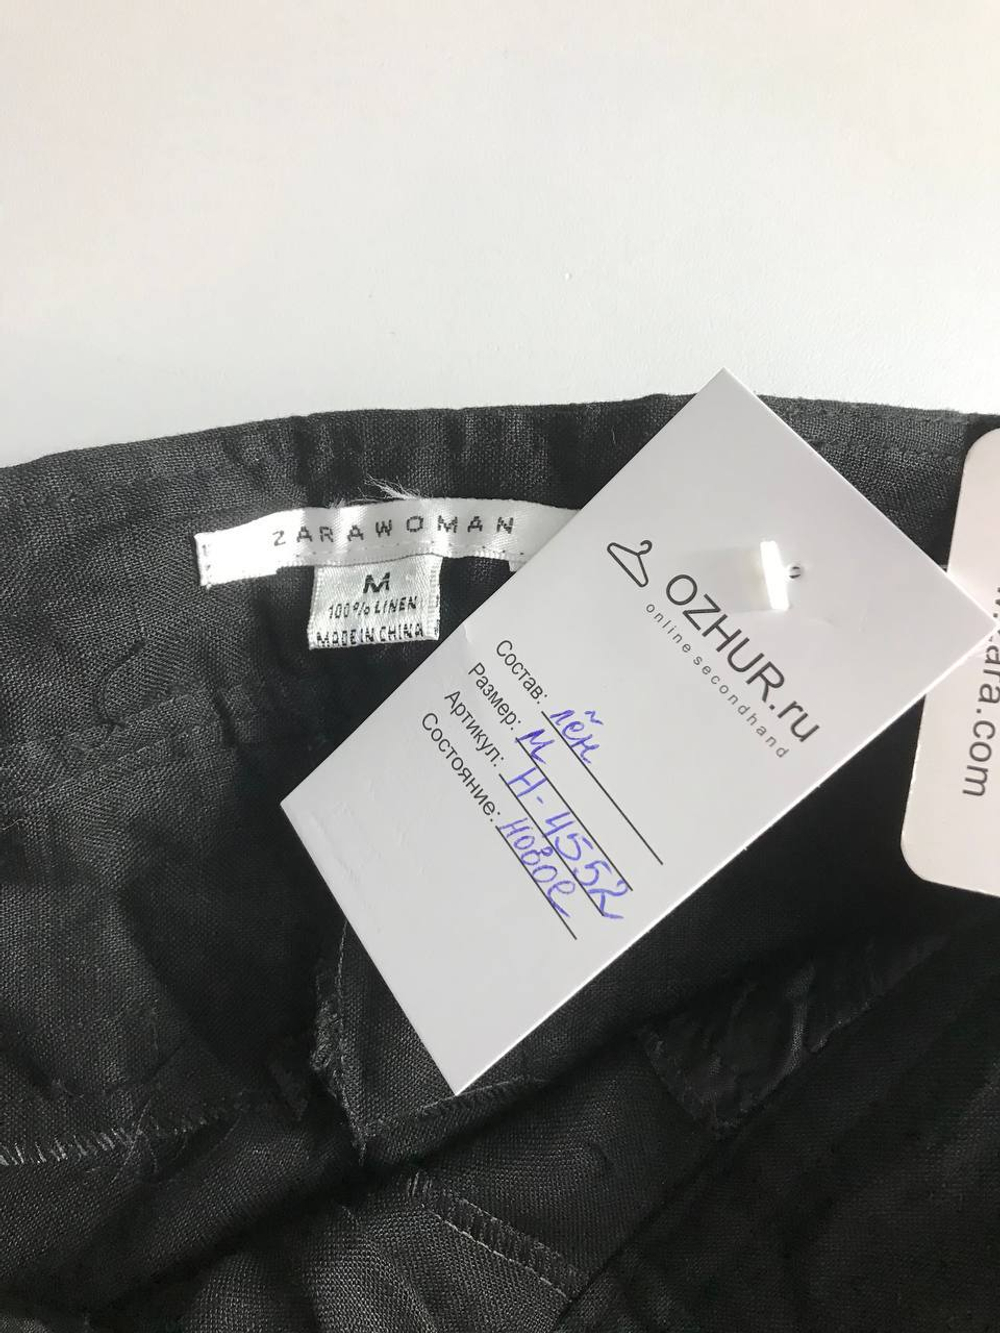 ZARAWOMAN
M
100% LINEN
MADE IN CHINA
OZHUR.ru
online secondhand
Состав: лён
Размер: М
Артикул: Н-4552
Состояние: новое
ara.com